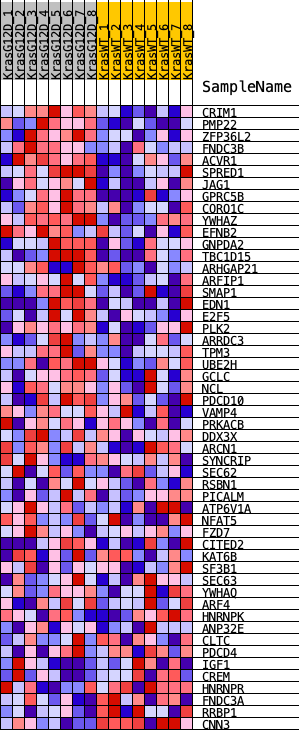 KrasG12D_1
KrasG12D_2
KrasG12D_3
KrasG12D_4
KrasG12D_5
KrasG12D_6
KrasG12D_7
KrasG12D_8
KrasWT_1
KrasWT_2
KrasWT_3
KrasWT_4
KrasWT_5
KrasWT_6
KrasWT_7
KrasWT_8
SampleName
CRIM1
PMP22
ZFP36L2
FNDC3B
ACVR1
SPRED1
JAG1
GPRC5B
CORO1C
YWHAZ
EFNB2
GNPDA2
TBC1D15
ARHGAP21
ARFIP1
SMAP1
EDN1
E2F5
PLK2
ARRDC3
TPM3
UBE2H
GCLC
NCL
PDCD10
VAMP4
PRKACB
DDX3X
ARCN1
SYNCRIP
SEC62
RSBN1
PICALM
ATP6V1A
NFAT5
FZD7
CITED2
KAT6B
SF3B1
SEC63
YWHAQ
ARF4
HNRNPK
ANP32E
CLTC
PDCD4
IGF1
CREM
HNRNPR
FNDC3A
RRBP1
CNN3